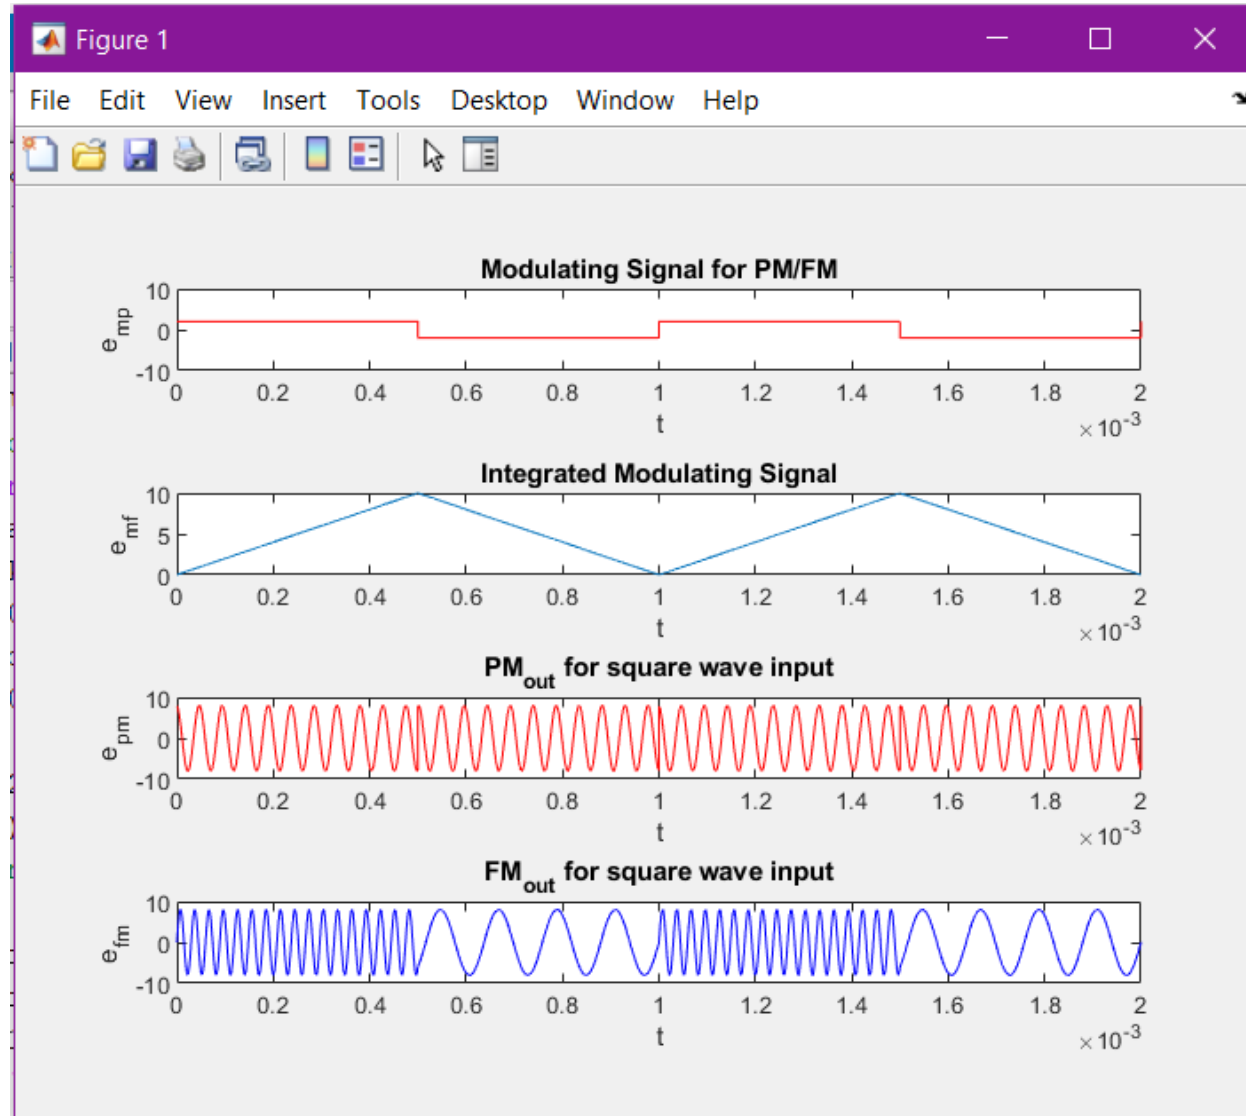 Figure 1
File Edit View Insert Tools Desktop Window Help
Modulating Signal for PM/FM
10
0
-10
e_mp
0 0.2 0.4 0.6 0.8 1 1.2 1.4 1.6 1.8 2
t
×10^-3
Integrated Modulating Signal
10
5
0
e_mf
0 0.2 0.4 0.6 0.8 1 1.2 1.4 1.6 1.8 2
t
×10^-3
PM_out for square wave input
10
0
-10
e_pm
0 0.2 0.4 0.6 0.8 1 1.2 1.4 1.6 1.8 2
t
×10^-3
FM_out for square wave input
10
0
-10
e_fm
0 0.2 0.4 0.6 0.8 1 1.2 1.4 1.6 1.8 2
t
×10^-3